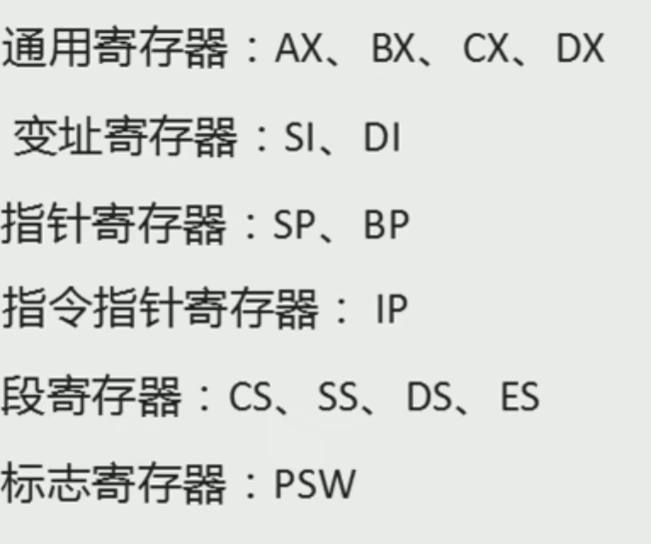 通用寄存器：AX、BX、CX、DX
变址寄存器：SI、DI
指针寄存器：SP、BP
指令指针寄存器： IP
段寄存器：CS、SS、DS、ES
标志寄存器：PSW